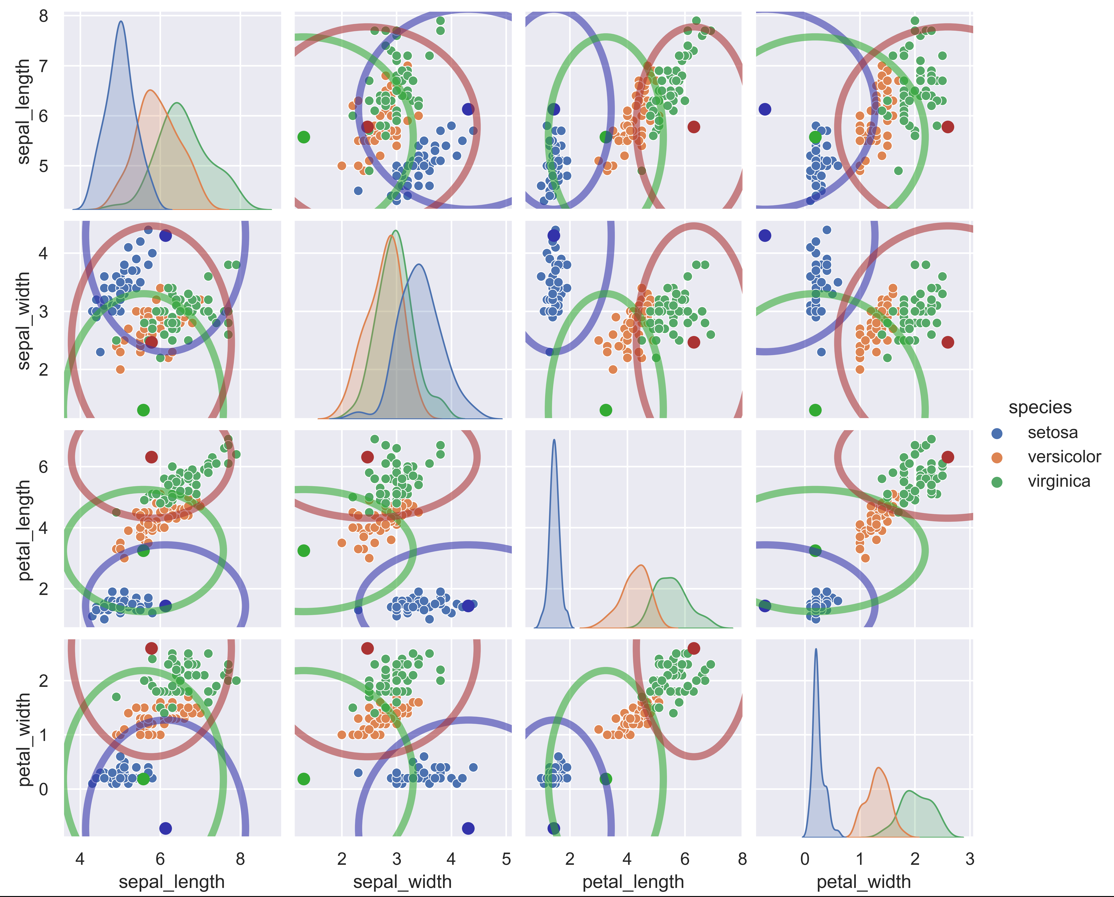 8
7
6
5
sepal_length
4
3
2
sepal_width
species
setosa
versicolor
virginica
6
4
2
petal_length
2
1
0
petal_width
4 6 8 2 3 4 5 2 4 6 8 0 1 2 3
sepal_length sepal_width petal_length petal_width